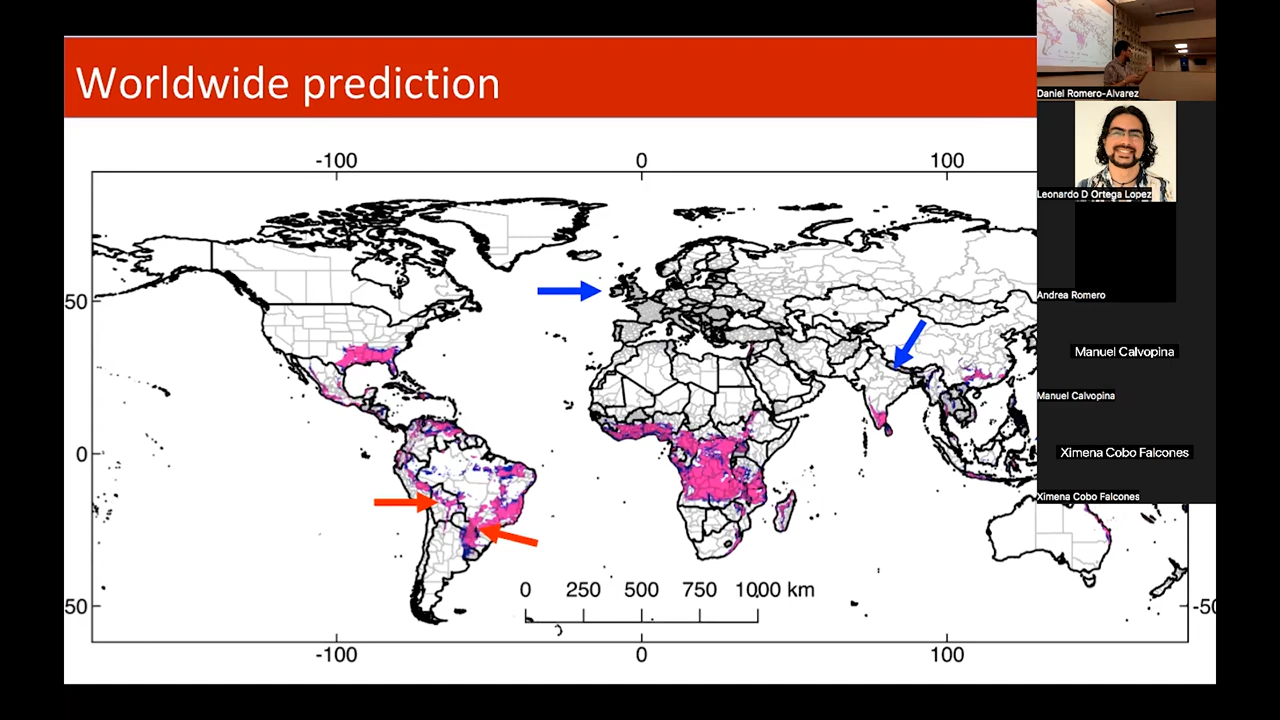 Worldwide prediction
-100 0 100
50
0
50
-50
0 250 500 750 1000 km
-100 0 100
Daniel Romero-Alvarez
Leonardo D Ortega Lopez
Andrea Romero
Manuel Calvopina
Manuel Calvopina
Ximena Cobo Falcones
Ximena Cobo Falcones